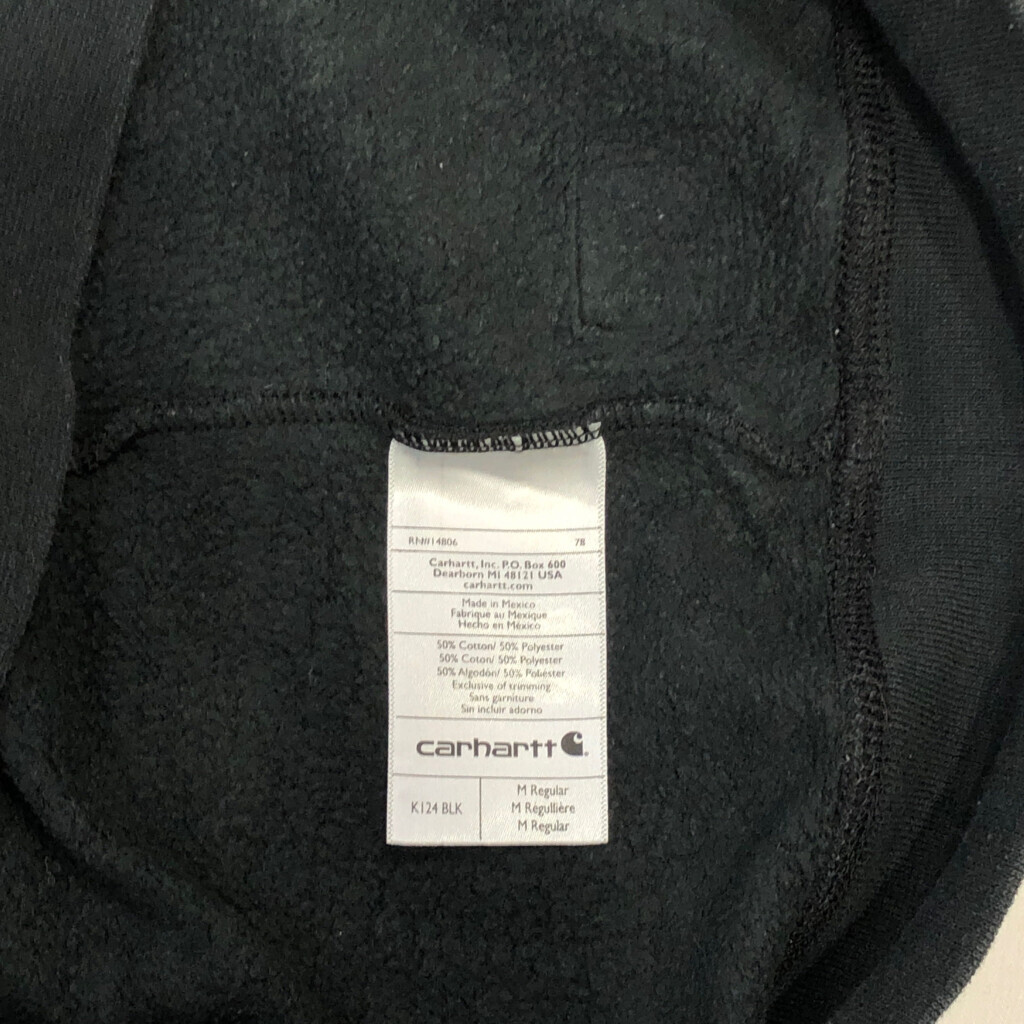 RN#14806 78
Carhartt, Inc. P.O. Box 600
Dearborn MI 48121 USA
carhartt.com
Made in Mexico
Fabriqué au Mexique
Hecho en México
50% Cotton/ 50% Polyester
50% Coton/ 50% Polyester
50% Algodón/ 50% Poliéster
Exclusive of trimming
Sans garniture
Sin incluir adorno
carhartt
K124 BLK
M Regular
M Régullière
M Regular